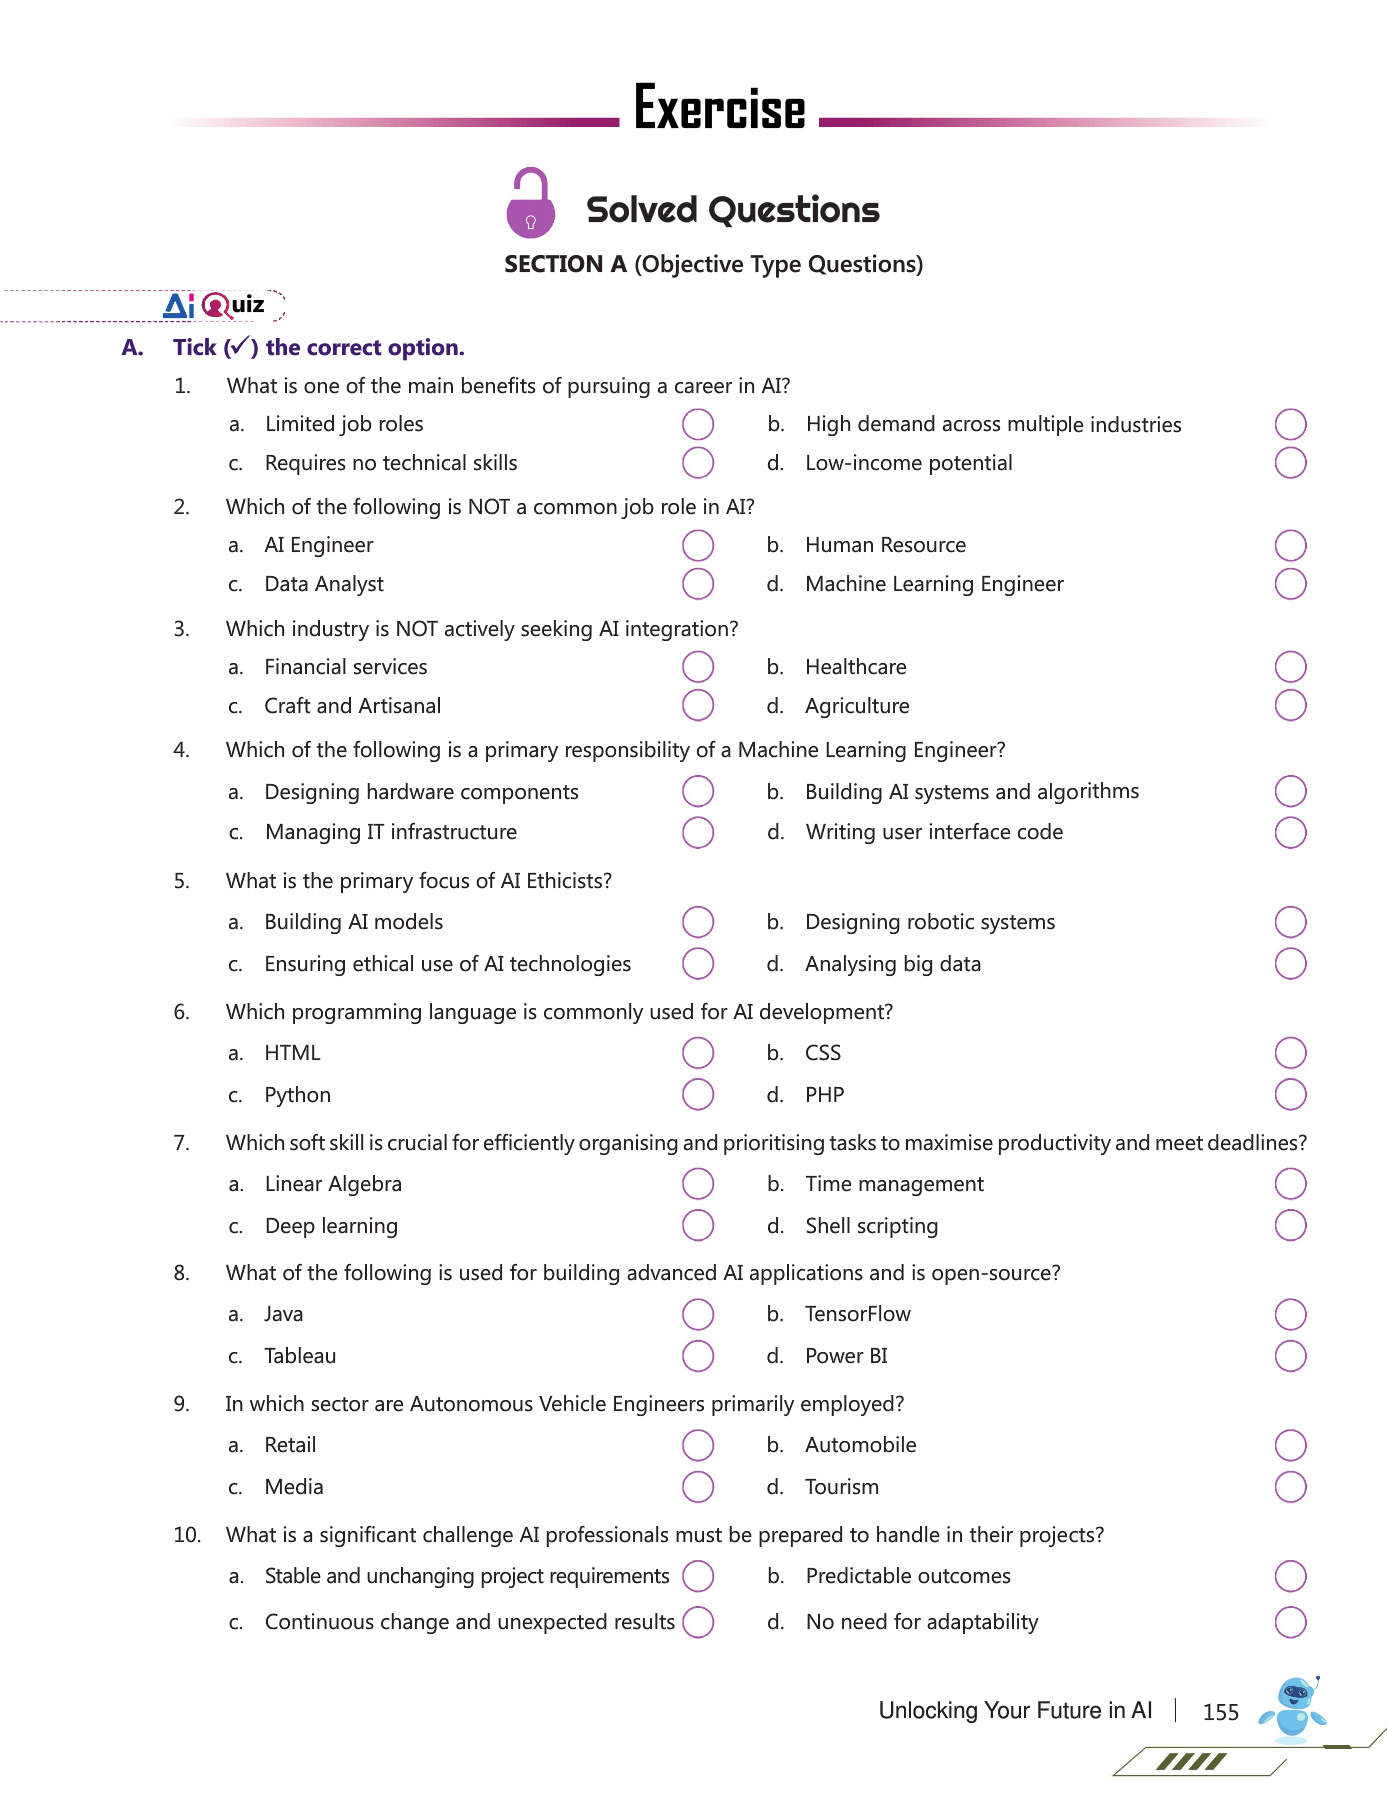 Exercise
Solved Questions
SECTION A (Objective Type Questions)
Ai Quiz
A. Tick (✓) the correct option.
1. What is one of the main benefits of pursuing a career in AI?
a. Limited job roles b. High demand across multiple industries
c. Requires no technical skills d. Low-income potential
2. Which of the following is NOT a common job role in AI?
a. AI Engineer b. Human Resource
c. Data Analyst d. Machine Learning Engineer
3. Which industry is NOT actively seeking AI integration?
a. Financial services b. Healthcare
c. Craft and Artisanal d. Agriculture
4. Which of the following is a primary responsibility of a Machine Learning Engineer?
a. Designing hardware components b. Building AI systems and algorithms
c. Managing IT infrastructure d. Writing user interface code
5. What is the primary focus of AI Ethicists?
a. Building AI models b. Designing robotic systems
c. Ensuring ethical use of AI technologies d. Analysing big data
6. Which programming language is commonly used for AI development?
a. HTML b. CSS
c. Python d. PHP
7. Which soft skill is crucial for efficiently organising and prioritising tasks to maximise productivity and meet deadlines?
a. Linear Algebra b. Time management
c. Deep learning d. Shell scripting
8. What of the following is used for building advanced AI applications and is open-source?
a. Java b. TensorFlow
c. Tableau d. Power BI
9. In which sector are Autonomous Vehicle Engineers primarily employed?
a. Retail b. Automobile
c. Media d. Tourism
10. What is a significant challenge AI professionals must be prepared to handle in their projects?
a. Stable and unchanging project requirements b. Predictable outcomes
c. Continuous change and unexpected results d. No need for adaptability
Unlocking Your Future in AI 155